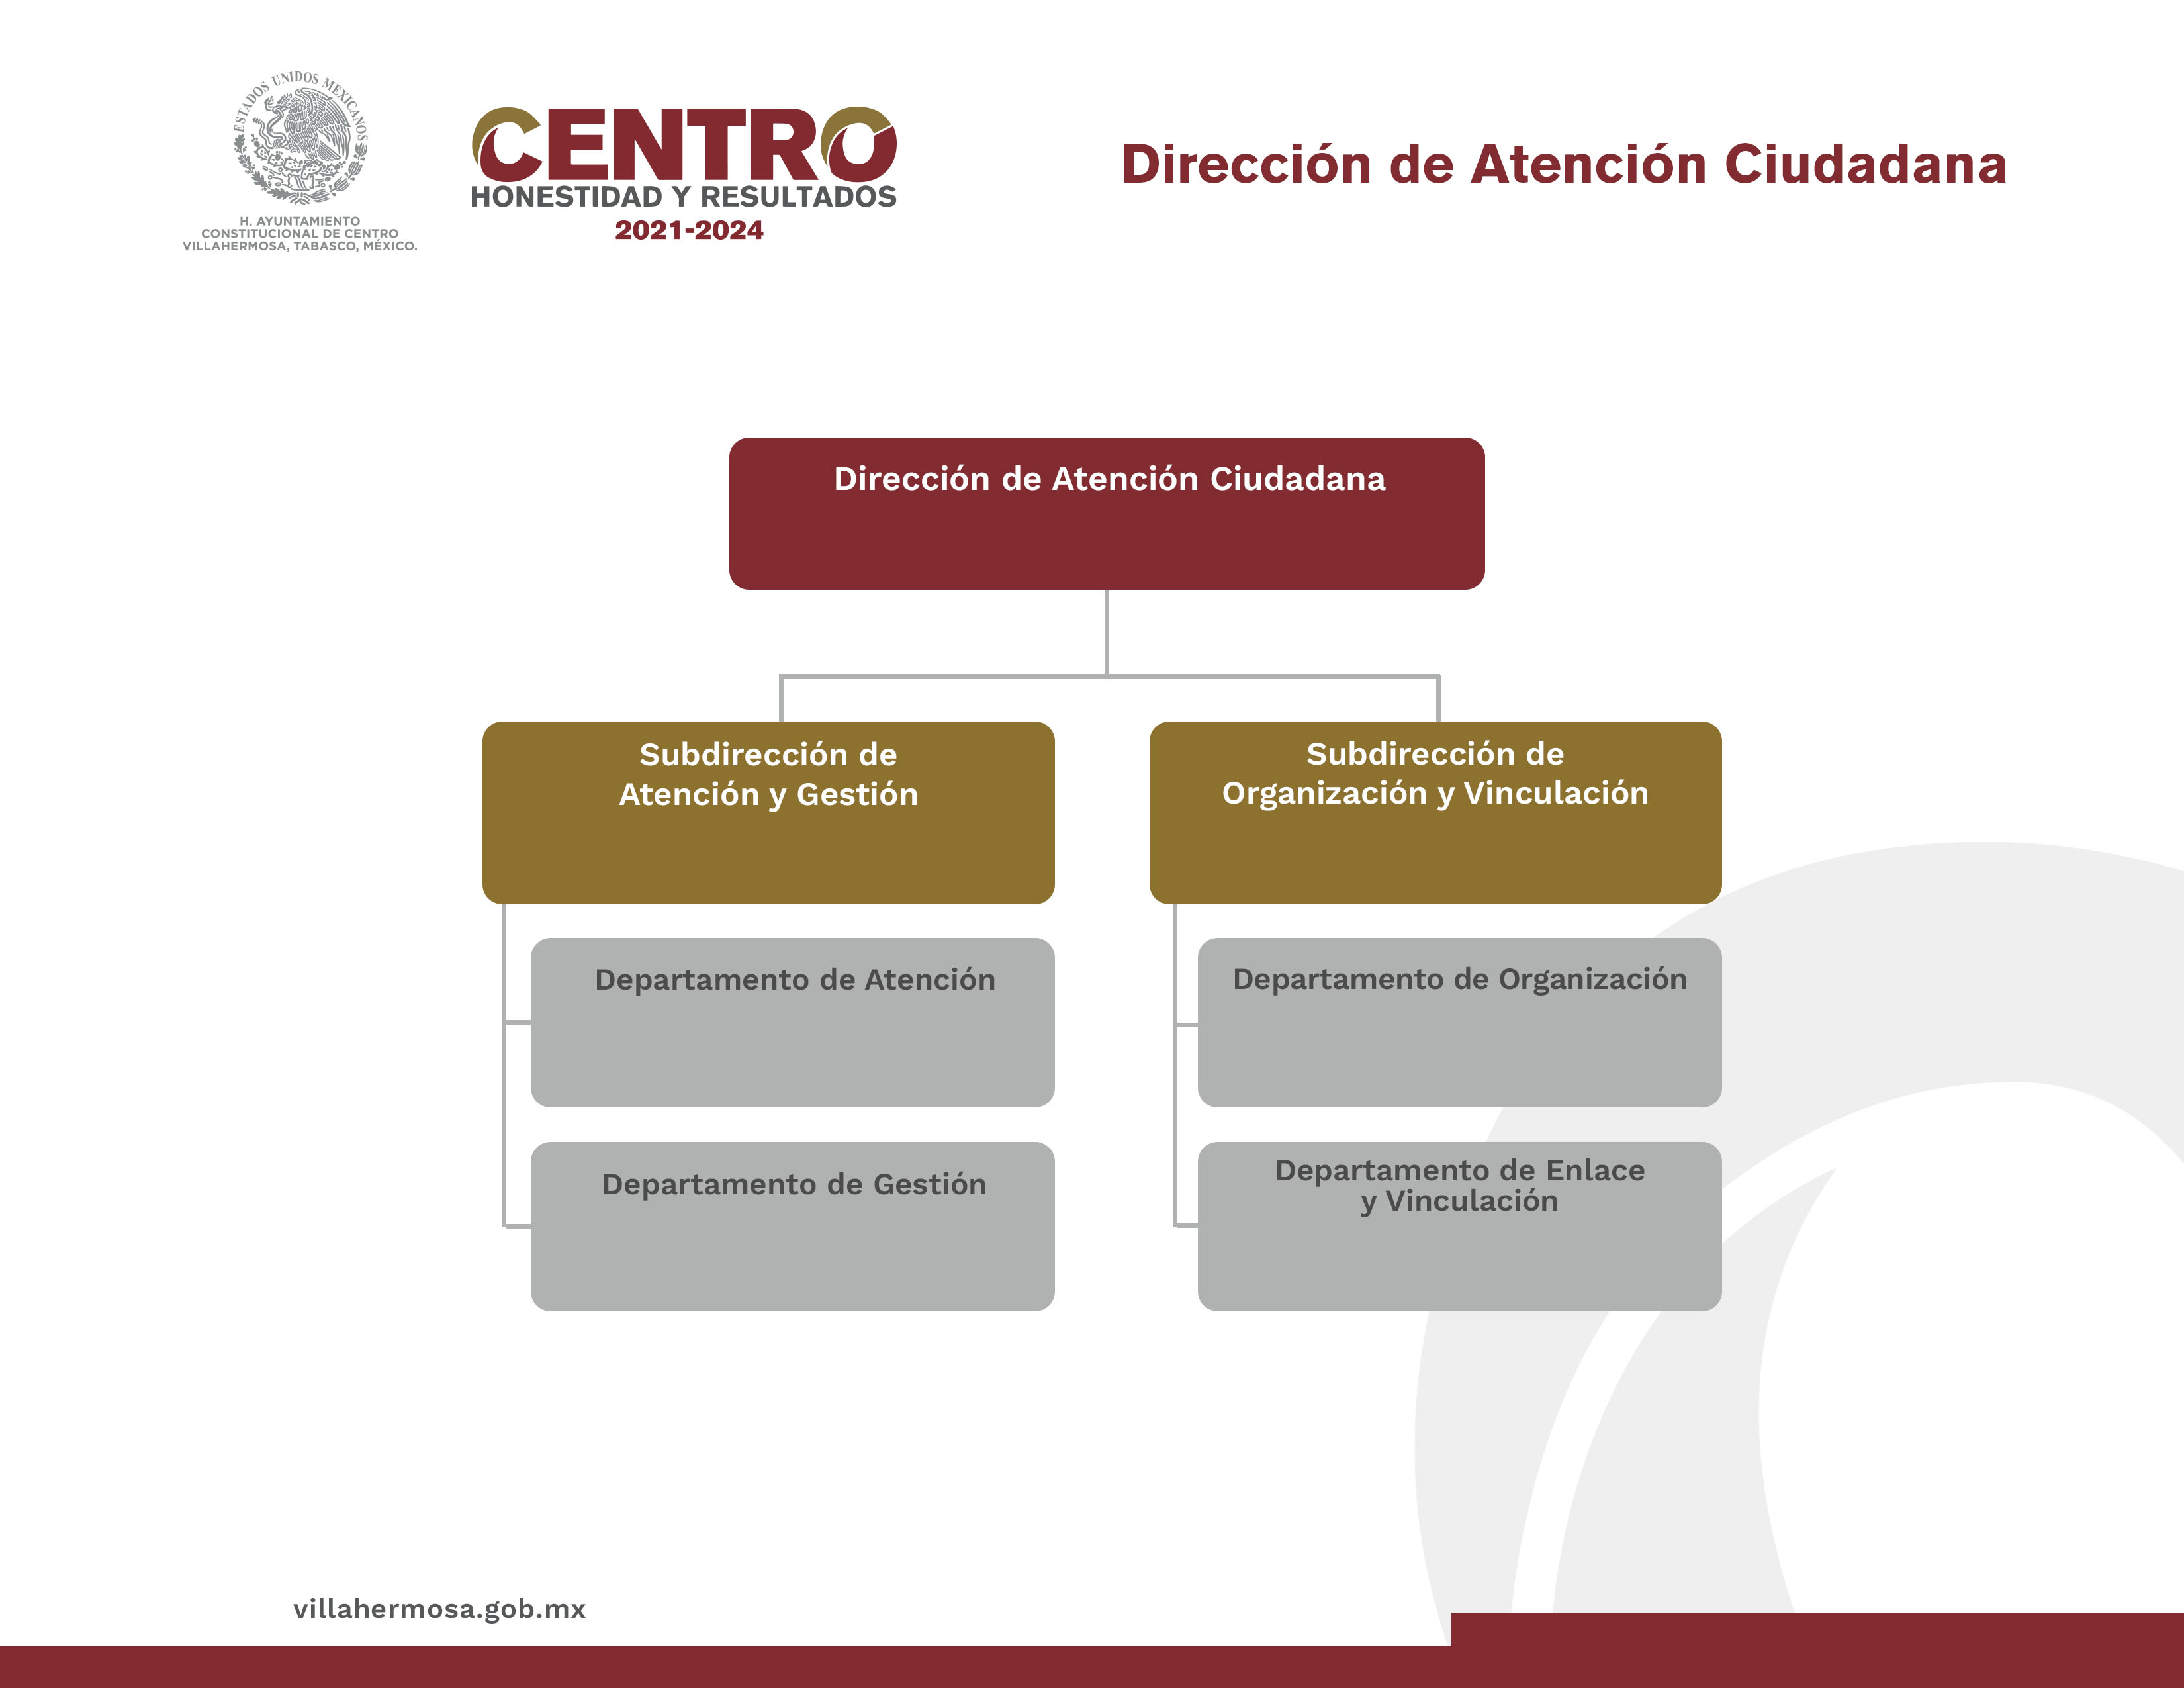 ESTADOS UNIDOS MEXICANOS
H. AYUNTAMIENTO
CONSTITUCIONAL DE CENTRO
VILLAHERMOSA, TABASCO, MÉXICO.
CENTRO
HONESTIDAD Y RESULTADOS
2021-2024
Dirección de Atención Ciudadana
Dirección de Atención Ciudadana
Subdirección de
Atención y Gestión
Departamento de Atención
Departamento de Gestión
Subdirección de
Organización y Vinculación
Departamento de Organización
Departamento de Enlace
y Vinculación
villahermosa.gob.mx